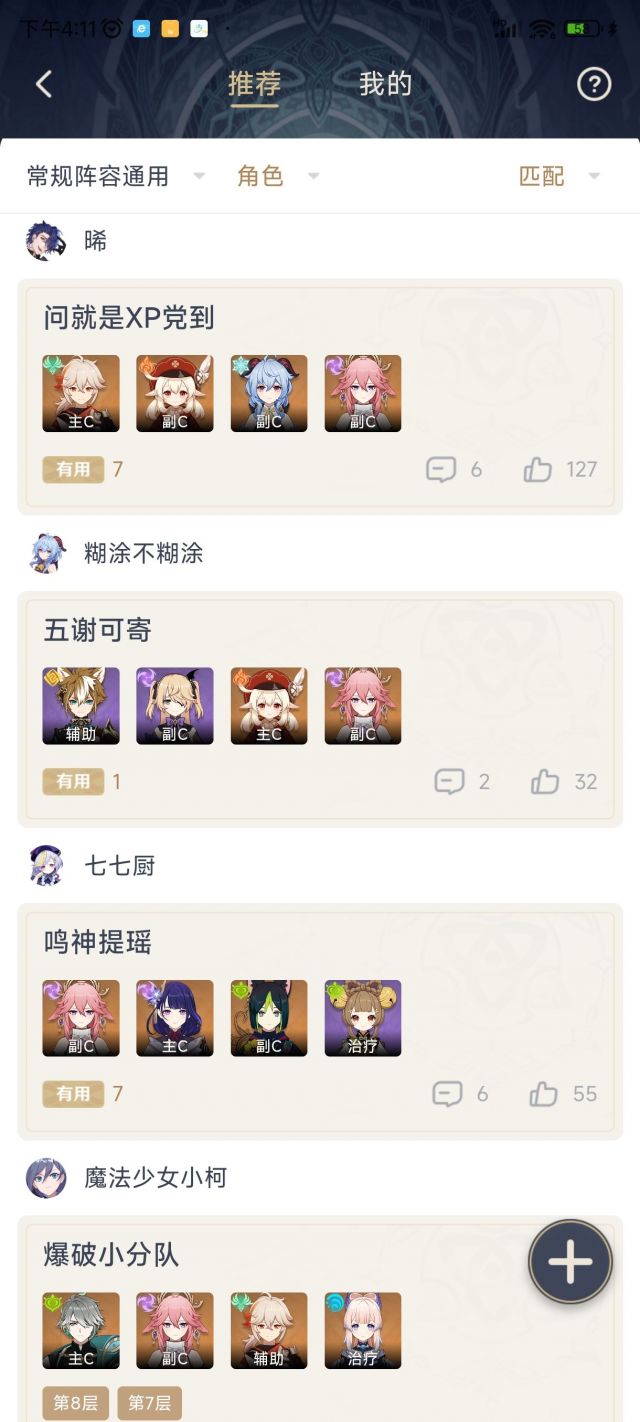 下午4:11
HD 58
推荐 我的 ?
常规阵容通用 角色 匹配
晞
问就是XP党到
主C 副C 副C 副C
有用 7 6 127
糊涂不糊涂
五谢可寄
辅助 副C 主C 副C
有用 1 2 32
七七厨
鸣神提瑶
副C 主C 副C 治疗
有用 7 6 55
魔法少女小柯
爆破小分队
主C 副C 辅助 治疗
第8层 第7层